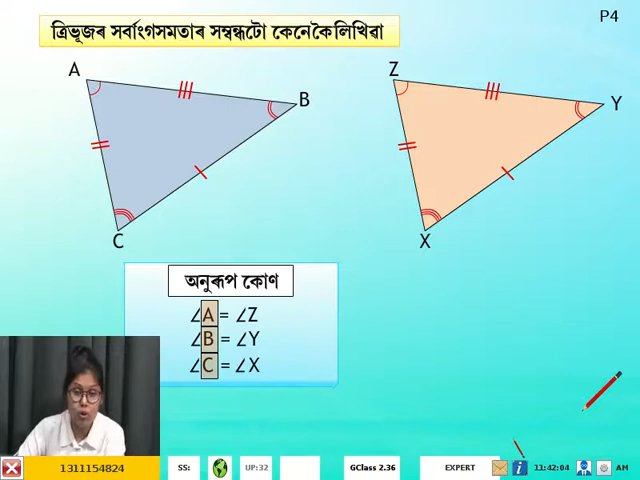 P4
ত্ৰিভূজৰ সৰ্বাংগসমতাৰ সম্বন্ধটো কেনেকৈ লিখিবা
A
B
C
Z
Y
X
অনুৰূপ কোণ
∠A = ∠Z
∠B = ∠Y
∠C = ∠X
1311154824 SS: UP:32 GClass 2.36 EXPERT 11:42:04 AM